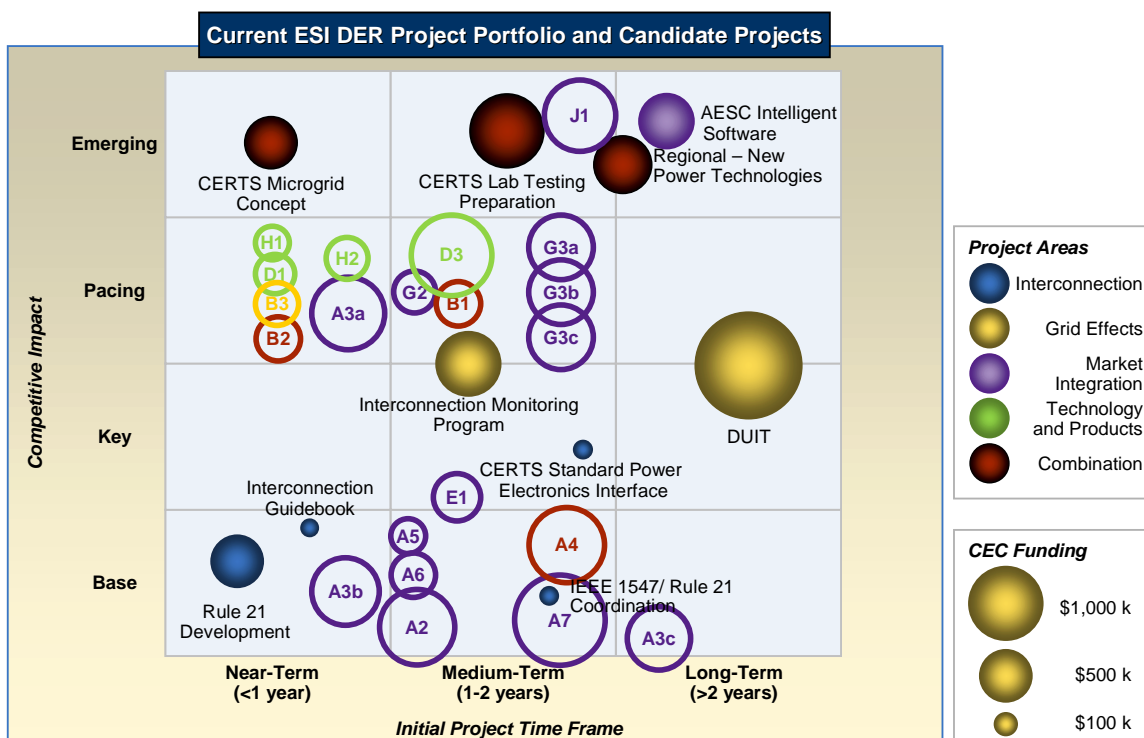 Current ESI DER Project Portfolio and Candidate Projects
Competitive Impact
Emerging
J1
AESC Intelligent
Software
CERTS Microgrid
Concept
CERTS Lab Testing
Preparation
Regional – New
Power Technologies
Pacing
H1
D1
B3
B2
H2
A3a
D3
G2
B1
G3a
G3b
G3c
Key
Interconnection Monitoring
Program
DUIT
CERTS Standard Power
Electronics Interface
E1
Base
Interconnection
Guidebook
Rule 21
Development
A3b
A5
A6
A2
A4
IEEE 1547/ Rule 21
Coordination
A7
A3c
Near-Term
(<1 year)
Medium-Term
(1-2 years)
Long-Term
(>2 years)
Initial Project Time Frame
Project Areas
Interconnection
Grid Effects
Market
Integration
Technology
and Products
Combination
CEC Funding
$1,000 k
$500 k
$100 k